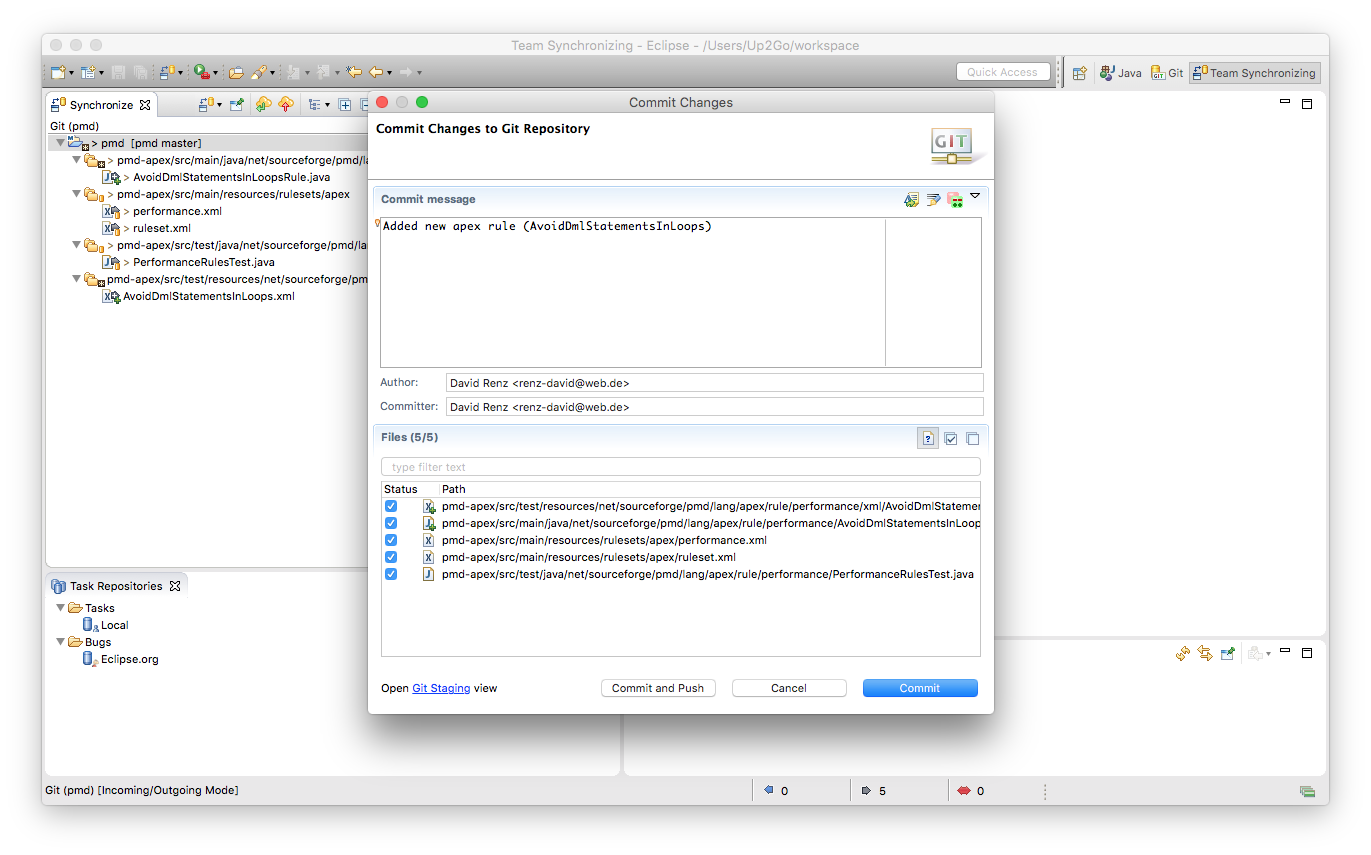 Team Synchronizing - Eclipse - /Users/Up2Go/workspace
Quick Access
Java
Git
Team Synchronizing
Synchronize
Git (pmd)
> pmd [pmd master]
> pmd-apex/src/main/java/net/sourceforge/pmd/la
> AvoidDmlStatementsInLoopsRule.java
> pmd-apex/src/main/resources/rulesets/apex
> performance.xml
> ruleset.xml
> pmd-apex/src/test/java/net/sourceforge/pmd/la
> PerformanceRulesTest.java
pmd-apex/src/test/resources/net/sourceforge/pm
AvoidDmlStatementsInLoops.xml
Commit Changes
Commit Changes to Git Repository
GIT
Commit message
Added new apex rule (AvoidDmlStatementsInLoops)
Author:
David Renz <renz-david@web.de>
Committer:
David Renz <renz-david@web.de>
Files (5/5)
type filter text
Status Path
pmd-apex/src/test/resources/net/sourceforge/pmd/lang/apex/rule/performance/xml/AvoidDmlStatemen
pmd-apex/src/main/java/net/sourceforge/pmd/lang/apex/rule/performance/AvoidDmlStatementsInLoop
pmd-apex/src/main/resources/rulesets/apex/performance.xml
pmd-apex/src/main/resources/rulesets/apex/ruleset.xml
pmd-apex/src/test/java/net/sourceforge/pmd/lang/apex/rule/performance/PerformanceRulesTest.java
Open Git Staging view
Commit and Push
Cancel
Commit
Task Repositories
Tasks
Local
Bugs
Eclipse.org
Git (pmd) [Incoming/Outgoing Mode]
0
5
0